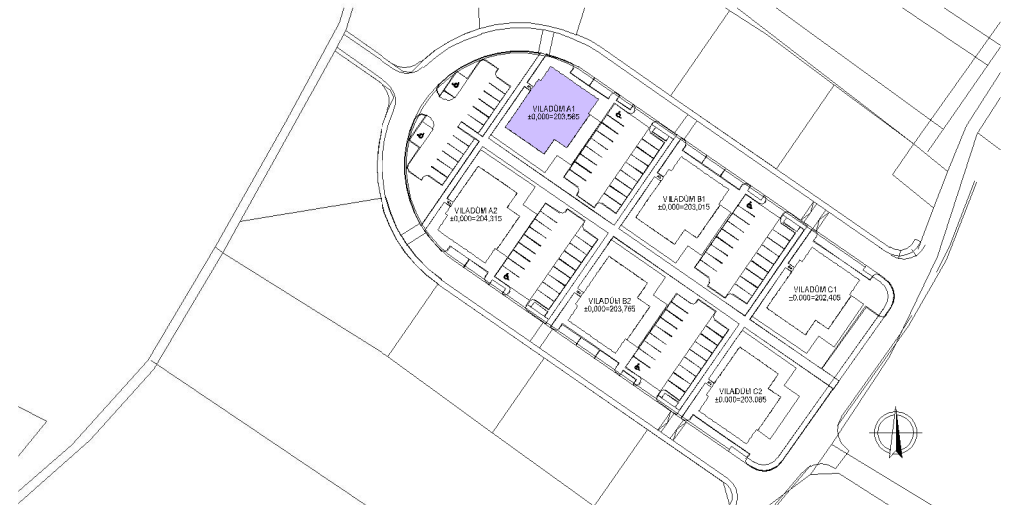 VILADŮM A1
±0,000=203,565
VILADŮM B1
±0,000=203,015
VILADŮM A2
±0,000=204,315
VILADŮM C1
±0,000=202,405
VILADŮM B2
±0,000=203,765
VILADŮM C2
±0,000=203,085